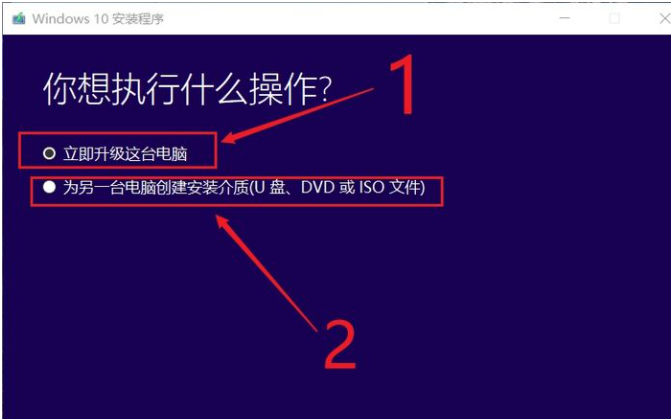 Windows 10 安装程序
你想执行什么操作?
1
立即升级这台电脑
为另一台电脑创建安装介质(U 盘、DVD 或 ISO 文件)
2